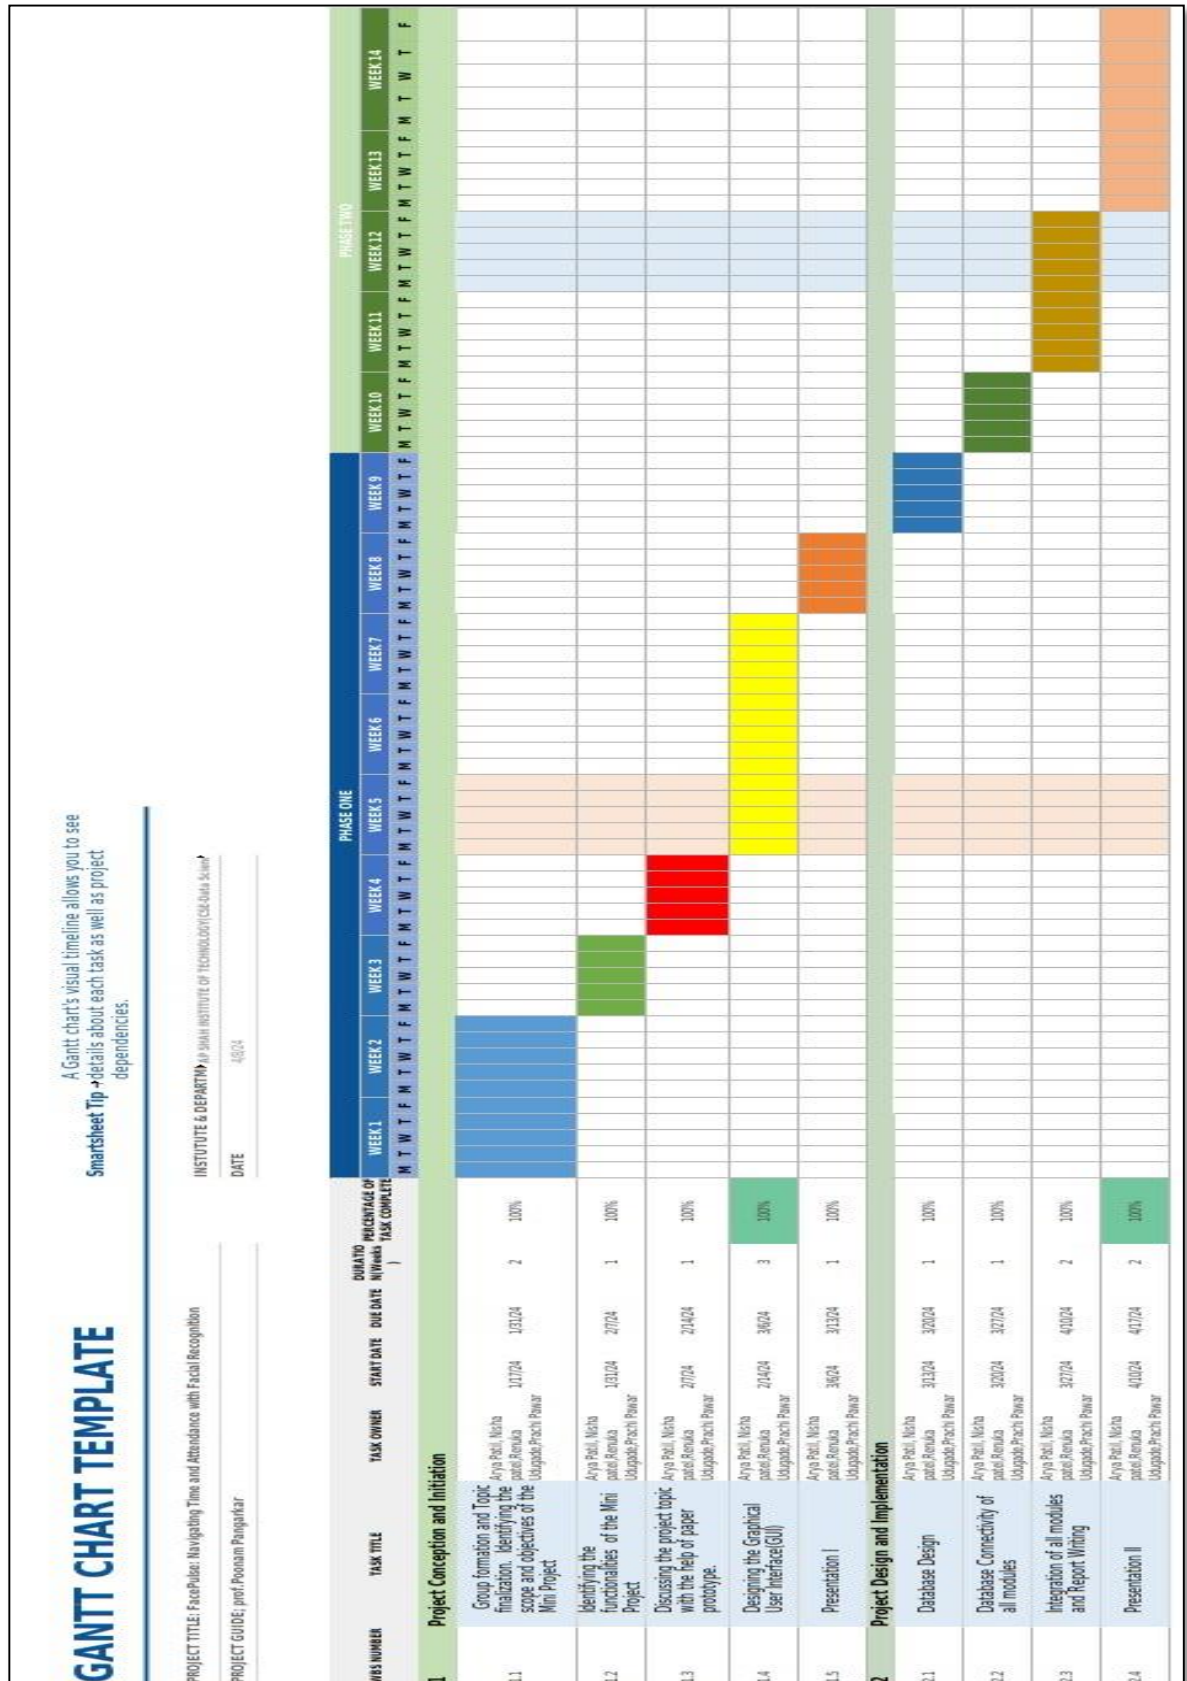 GANTT CHART TEMPLATE
A Gantt chart's visual timeline allows you to see
Smartsheet Tip → details about each task as well as project
dependencies.
PROJECT TITLE: FacePulse: Navigating Time and Attendance with Facial Recognition
INSTUTUTE & DEPARTM AP SHAH INSTITUTE OF TECHNOLOGY(CSE-Data Scien
PROJECT GUIDE; prof.Poonam Pangarkar
DATE 4/8/24
PHASE ONE PHASE TWO
WBS NUMBER TASK TITLE TASK OWNER START DATE DUE DATE DURATIO N(Weeks ) PERCENTAGE OF TASK COMPLETE
WEEK 1 WEEK 2 WEEK 3 WEEK 4 WEEK 5 WEEK 6 WEEK 7 WEEK 8 WEEK 9 WEEK 10 WEEK 11 WEEK 12 WEEK 13 WEEK 14
M T W T F M T W T F M T W T F M T W T F M T W T F M T W T F M T W T F M T W T F M T W T F M T W T F M T W T F M T W T F M T W T F M T W T F
1 Project Conception and Initiation
1.1 Group formation and Topic
finalization. Identifying the
scope and objectives of the
Mini Project
Arya Patil, Nisha
patel,Renuka
Udugade,Prachi Pawar
1/17/24 1/31/24 2 100%
1.2 Identifying the
functionalities of the Mini
Project
Arya Patil, Nisha
patel,Renuka
Udugade,Prachi Pawar
1/31/24 2/7/24 1 100%
1.3 Discussing the project topic
with the help of paper
prototype.
Arya Patil, Nisha
patel,Renuka
Udugade,Prachi Pawar
2/7/24 2/14/24 1 100%
1.4 Designing the Graphical
User Interface(GUI)
Arya Patil, Nisha
patel,Renuka
Udugade,Prachi Pawar
2/14/24 3/6/24 3 100%
1.5 Presentation I
Arya Patil, Nisha
patel,Renuka
Udugade,Prachi Pawar
3/6/24 3/13/24 1 100%
2 Project Design and Implementation
2.1 Database Design
Arya Patil, Nisha
patel,Renuka
Udugade,Prachi Pawar
3/13/24 3/20/24 1 100%
2.2 Database Connectivity of
all modules
Arya Patil, Nisha
patel,Renuka
Udugade,Prachi Pawar
3/20/24 3/27/24 1 100%
2.3 Integration of all modules
and Report Writing
Arya Patil, Nisha
patel,Renuka
Udugade,Prachi Pawar
3/27/24 4/10/24 2 100%
2.4 Presentation II
Arya Patil, Nisha
patel,Renuka
Udugade,Prachi Pawar
4/10/24 4/17/24 2 100%